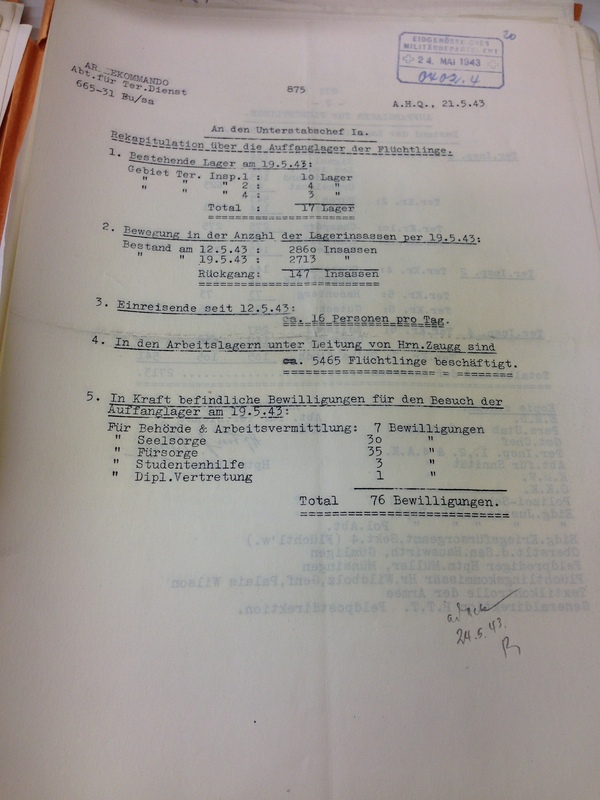 20
EIDGENÖSSISCHES
MILITÄRDEPARTEMENT
24. MAI 1943
0402.4
AR EKOMMANDO
Abt.für Ter.Dienst
665-31 Bu/sa
875
A.H.Q., 21.5.43
An den Unterstabschef Ia.
Rekapitulation über die Auffanglager der Flüchtlinge.
1. Bestehende Lager am 19.5.43:
Gebiet Ter. Insp.1 : 10 Lager
" " " 2 : 4 "
" " " 4 : 3 "
Total : 17 Lager
2. Bewegung in der Anzahl der Lagerinsassen per 19.5.43:
Bestand am 12.5.43: 2860 Insassen
" " 19.5.43: 2713 "
Rückgang: 147 Insassen
3. Einreisende seit 12.5.43:
ca. 16 Personen pro Tag.
4. In den Arbeitslagern unter Leitung von Hrn.Zaugg sind
ca. 5465 Flüchtlinge beschäftigt.
5. In Kraft befindliche Bewilligungen für den Besuch der
Auffanglager am 19.5.43:
Für Behörde & Arbeitsvermittlung: 7 Bewilligungen
" Seelsorge 30 "
" Fürsorge 35 "
" Studentenhilfe 3 "
" Dipl.Vertretung 1 "
Total 76 Bewilligungen.
24.5.43.